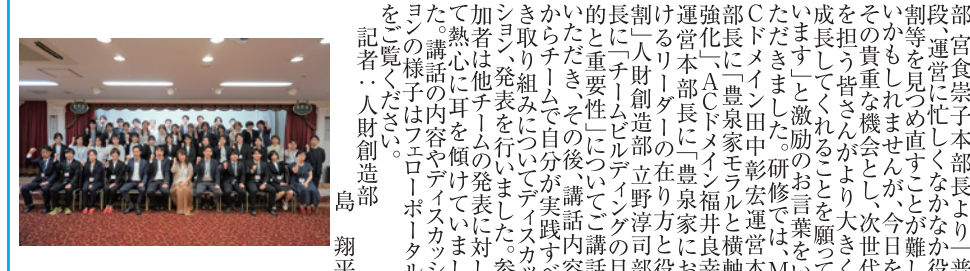 部 宮食崇子本部長より「普
段、運営に忙しくなかなか役
割等を見つめ直すことが難し
いかもしれませんが、今日を
その貴重な機会とし、次世代
を担う皆さんがより大きく
成長してくれることを願って
います」と激励のお言葉をい
ただきました。研修では、M
Cドメイン田中彰宏運営本
部長に「豊泉家モラルと横軸
強化」、ACドメイン福井良幸
運営本部長に「豊泉家にお
けるリーダーの在り方と役
割」人財創造部 立野淳司部
長に「チームビルディングの目
的と重要性」についてご講話
いただき、その後、講話内容
からチームで自分が実践すべ
き取り組みについてディスカッ
ション、発表を行いました。参
加者は他チームの発表に対し
て熱心に耳を傾けていまし
た。講話の内容やディスカッシ
ョンの様子はフェローポータル
をご覧ください。
記者:人財創造部
島 翔平